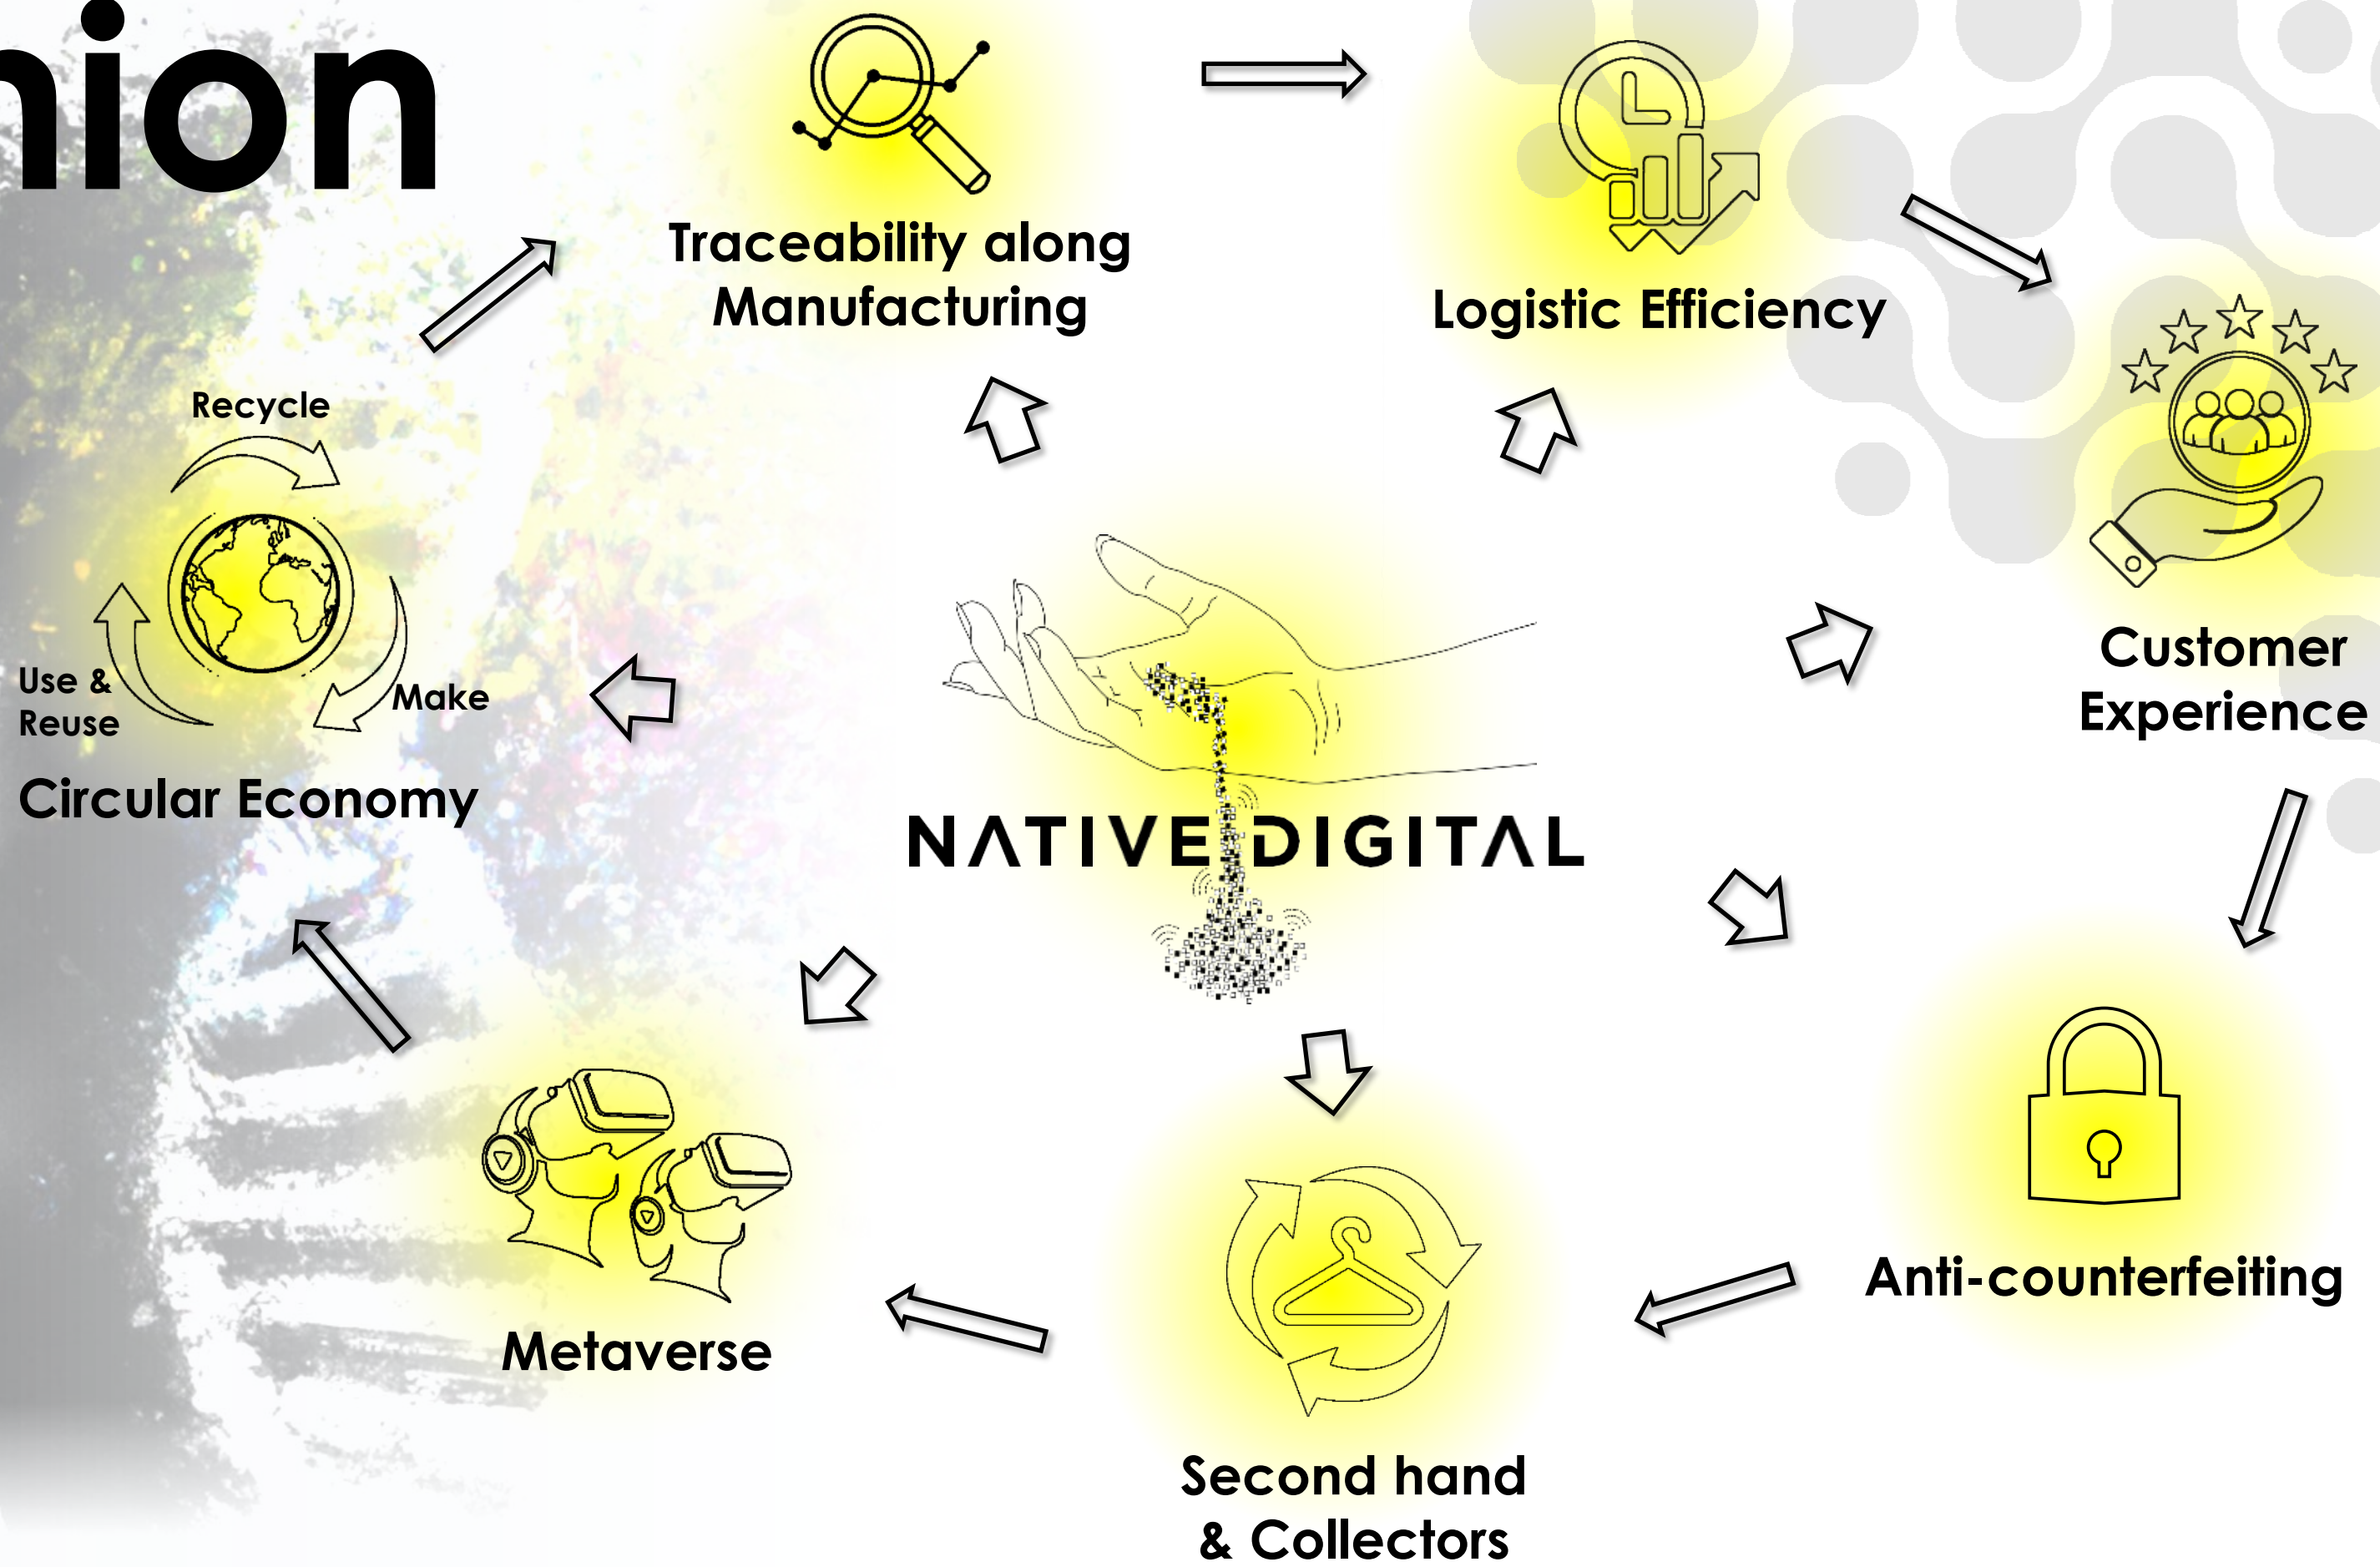 ion
Traceability along
Manufacturing
Logistic Efficiency
Recycle
Use &
Reuse
Make
Circular Economy
Customer
Experience
NATIVE DIGITAL
Anti-counterfeiting
Metaverse
Second hand
& Collectors